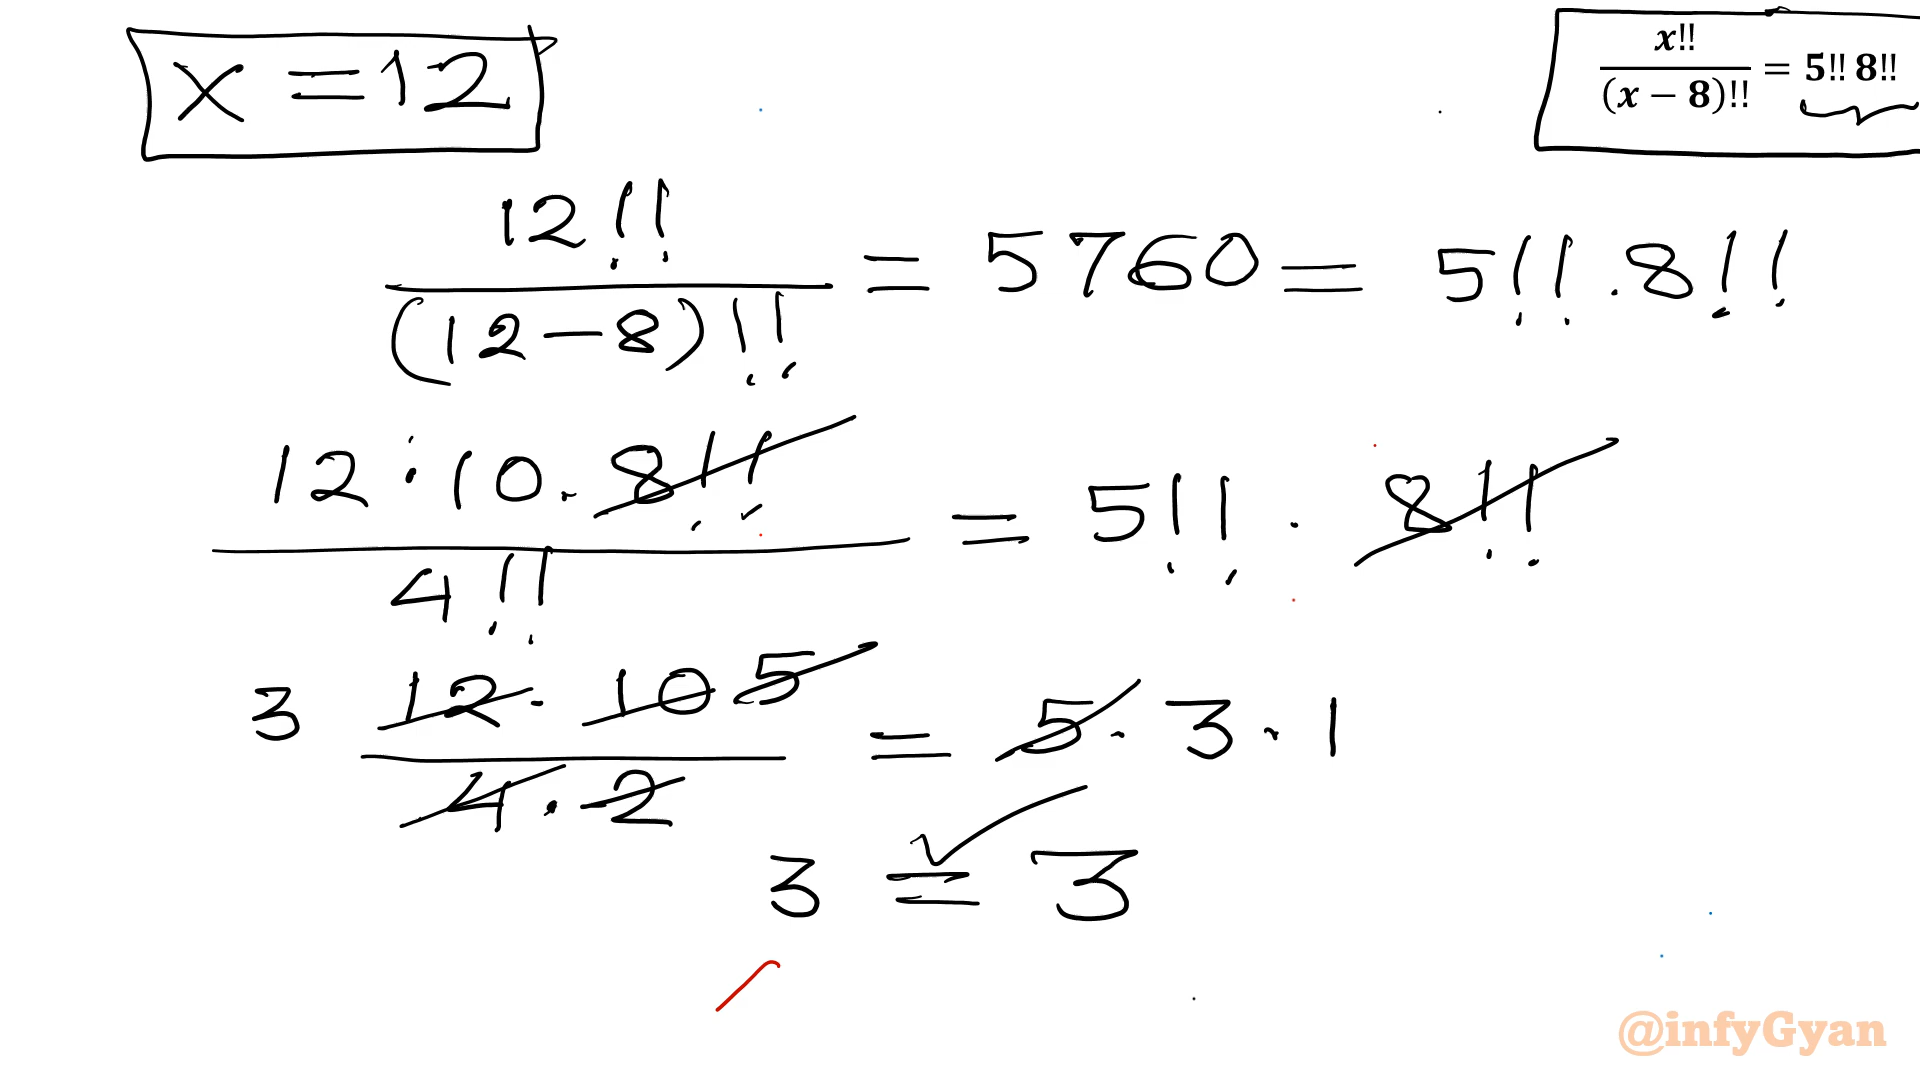 x = 12
x!! / (x − 8)!! = 5!! 8!!
12!! / (12 − 8)!! = 5760 = 5!! · 8!!
12 · 10 · 8!! / 4!! = 5!! · 8!!
3 12 · 10 5 / 4 · 2 = 5 · 3 · 1
3 = 3
@infyGyan